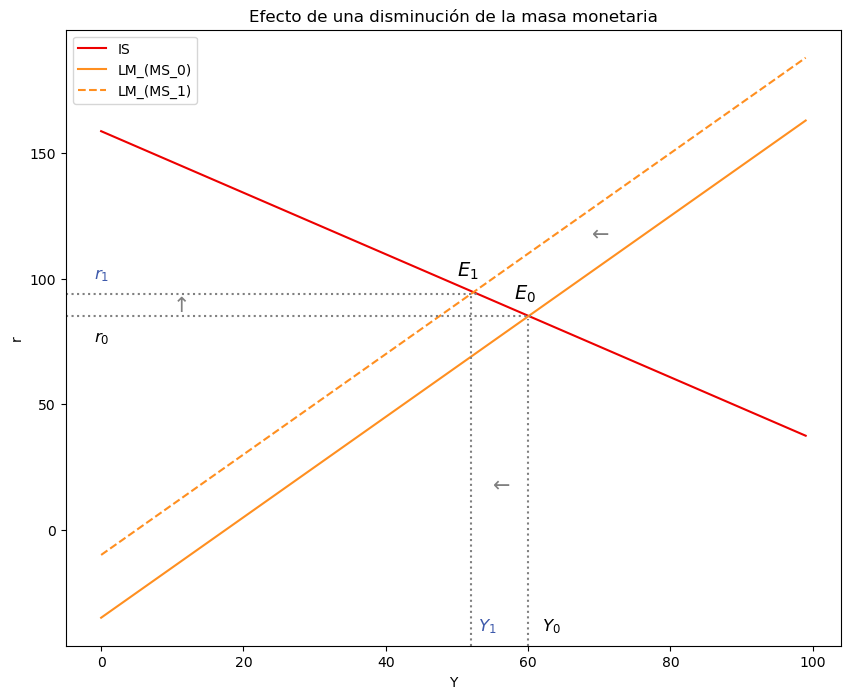 Efecto de una disminución de la masa monetaria
IS
LM_(MS_0)
LM_(MS_1)
150
100
50
0
r
r₁
r₀
↑
E₁
E₀
←
←
Y₁
Y₀
0
20
40
60
80
100
Y